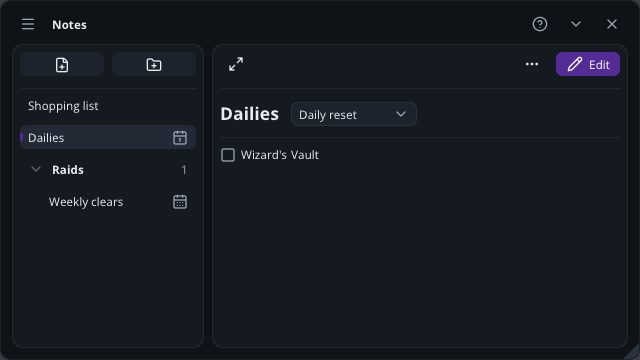 Notes
Edit
Shopping list
Dailies
Raids 1
Weekly clears
Dailies Daily reset
Wizard's Vault